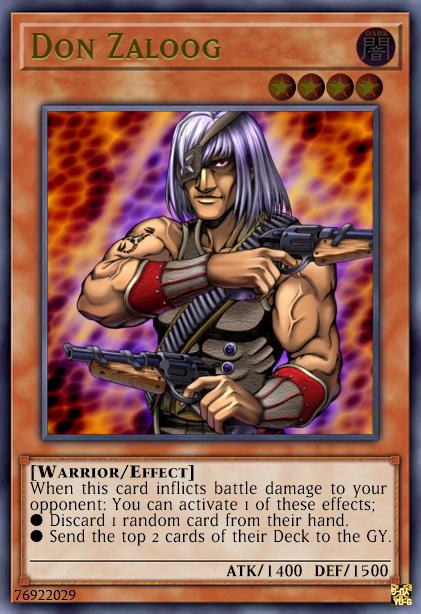 Don Zaloog
DARK
闇
[Warrior/Effect]
When this card inflicts battle damage to your
opponent: You can activate 1 of these effects;
● Discard 1 random card from their hand.
● Send the top 2 cards of their Deck to the GY.
ATK/1400 DEF/1500
76922029